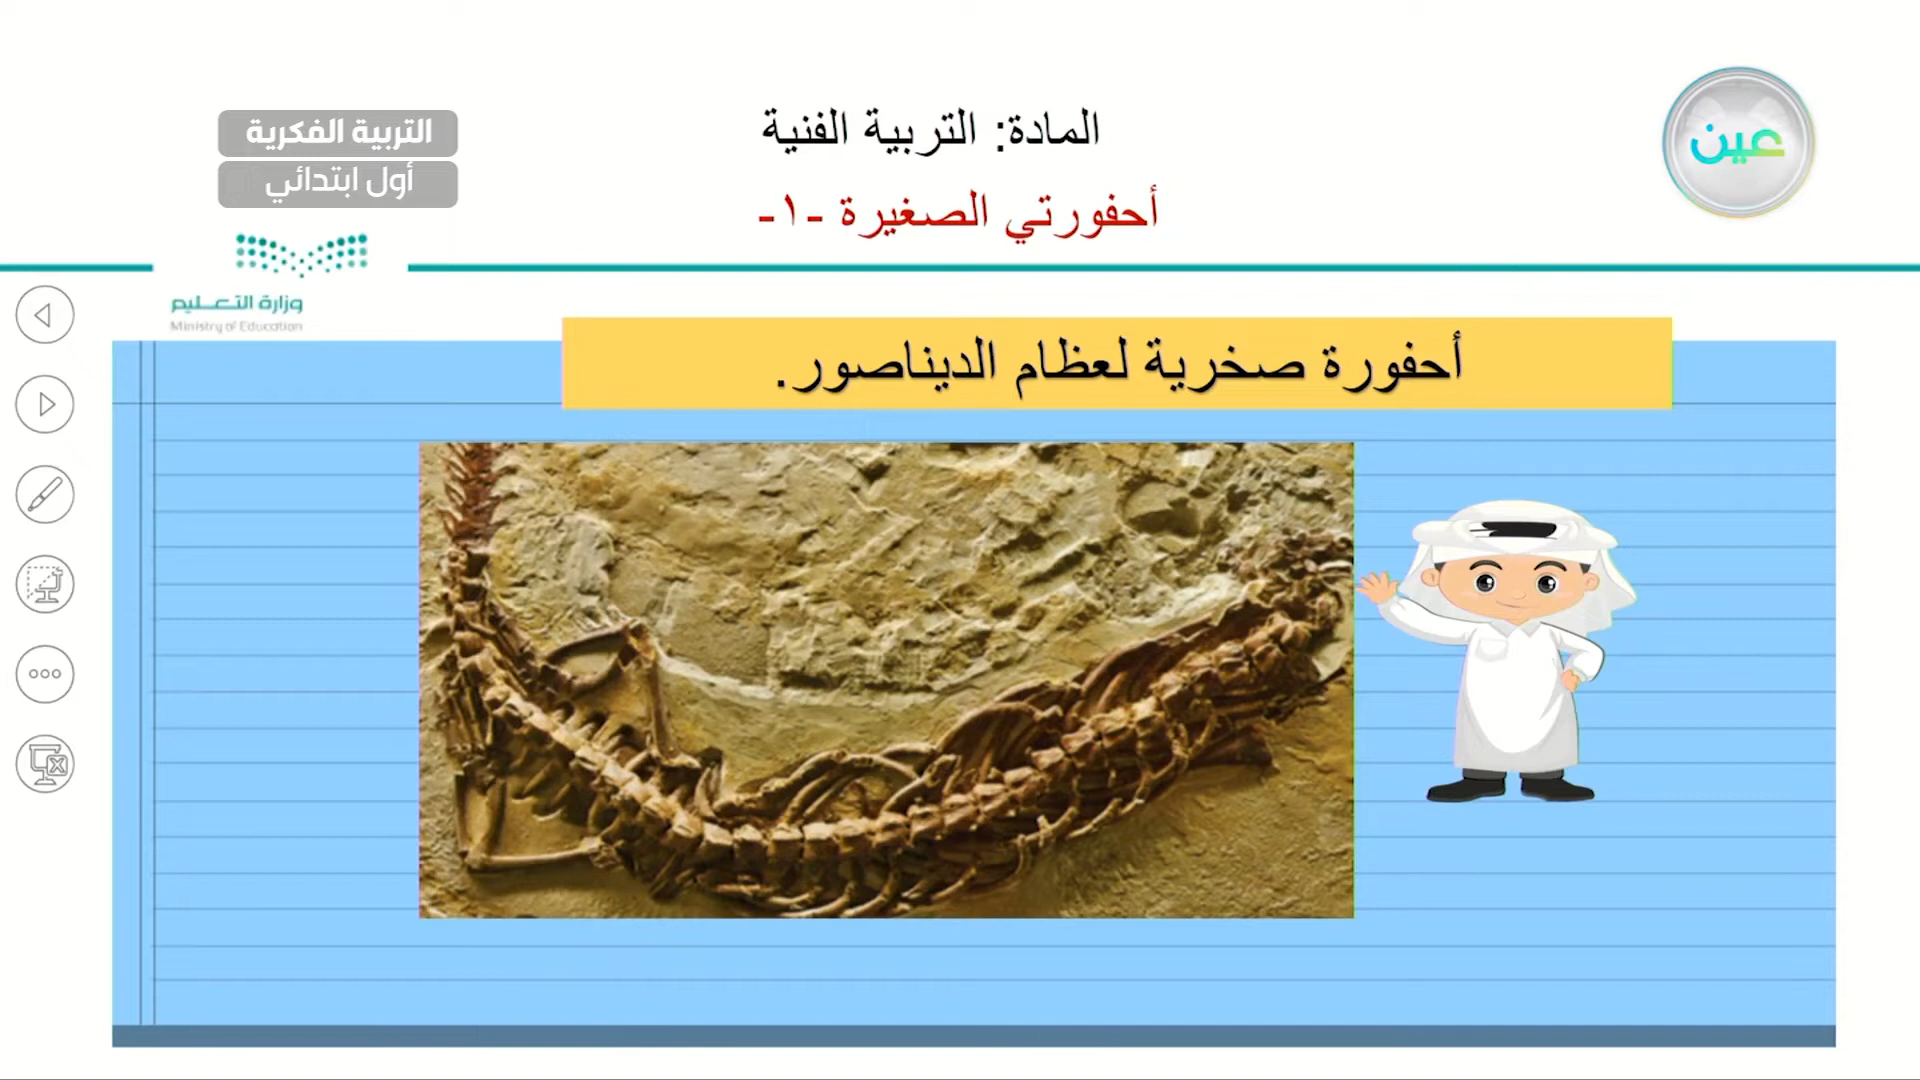 المادة: التربية الفنية
أحفورتي الصغيرة -١-
عين
التربية الفكرية
أول ابتدائي
وزارة التعليم
Ministry of Education
أحفورة صخرية لعظام الديناصور.